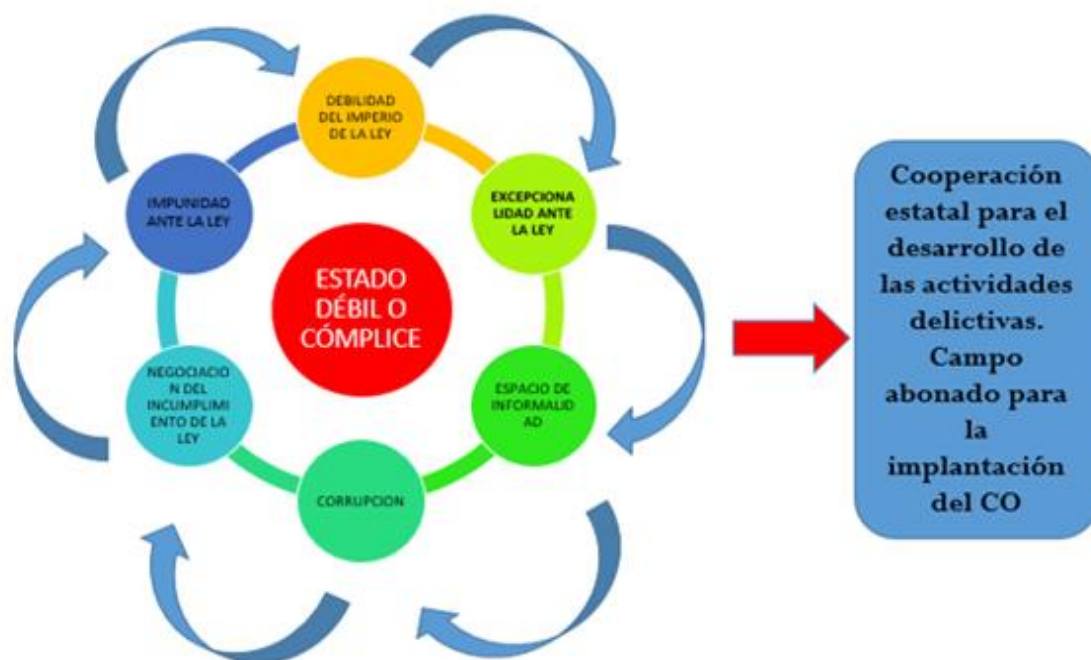 DEBILIDAD
DEL IMPERIO
DE LA LEY
EXCEPCIONA
LIDAD ANTE
LA LEY
ESPACIO DE
INFORMALID
AD
CORRUPCION
NEGOCIACIO
N DEL
INCUMPLIMI
ENTO DE LA
LEY
IMPUNIDAD
ANTE LA LEY
ESTADO
DÉBIL O
CÓMPLICE
Cooperación
estatal para el
desarrollo de
las actividades
delictivas.
Campo
abonado para
la
implantación
del CO